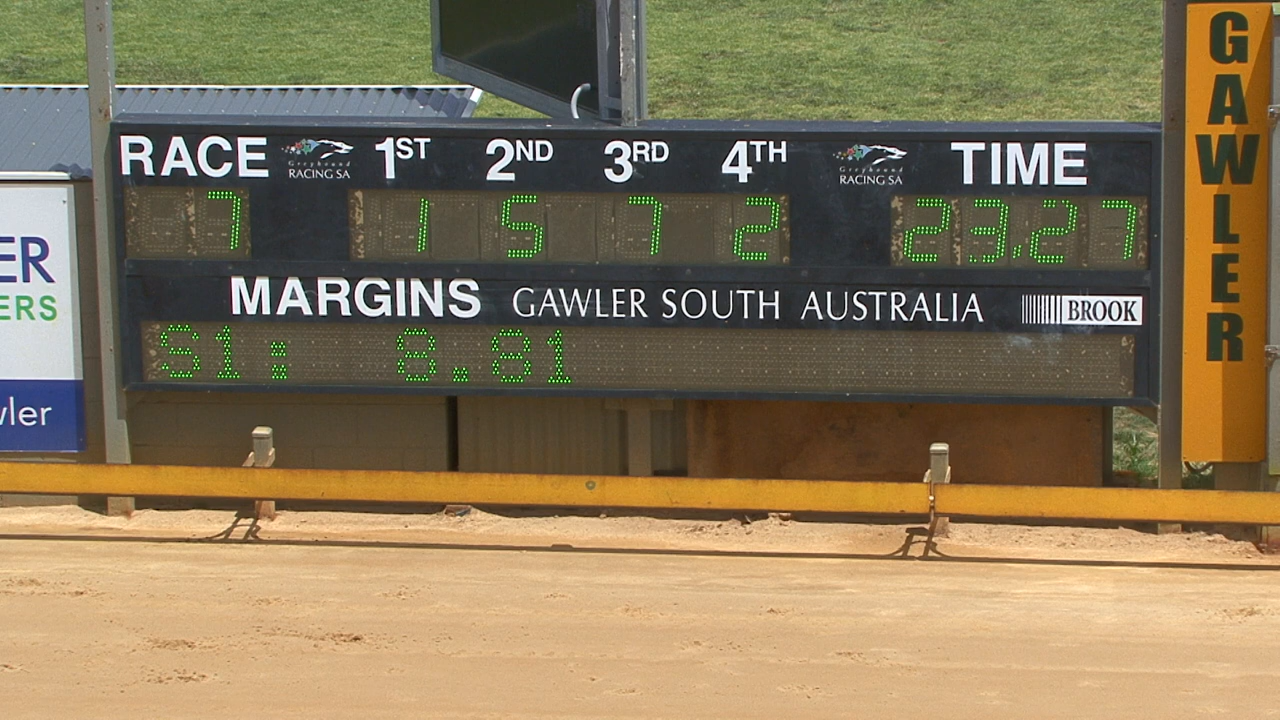 RACE Greyhound RACING SA 1ST 2ND 3RD 4TH Greyhound RACING SA TIME
7 1 5 7 2 23.27
MARGINS GAWLER SOUTH AUSTRALIA BROOK
S1: 8.81
GAWLER
ER
ERS
wler